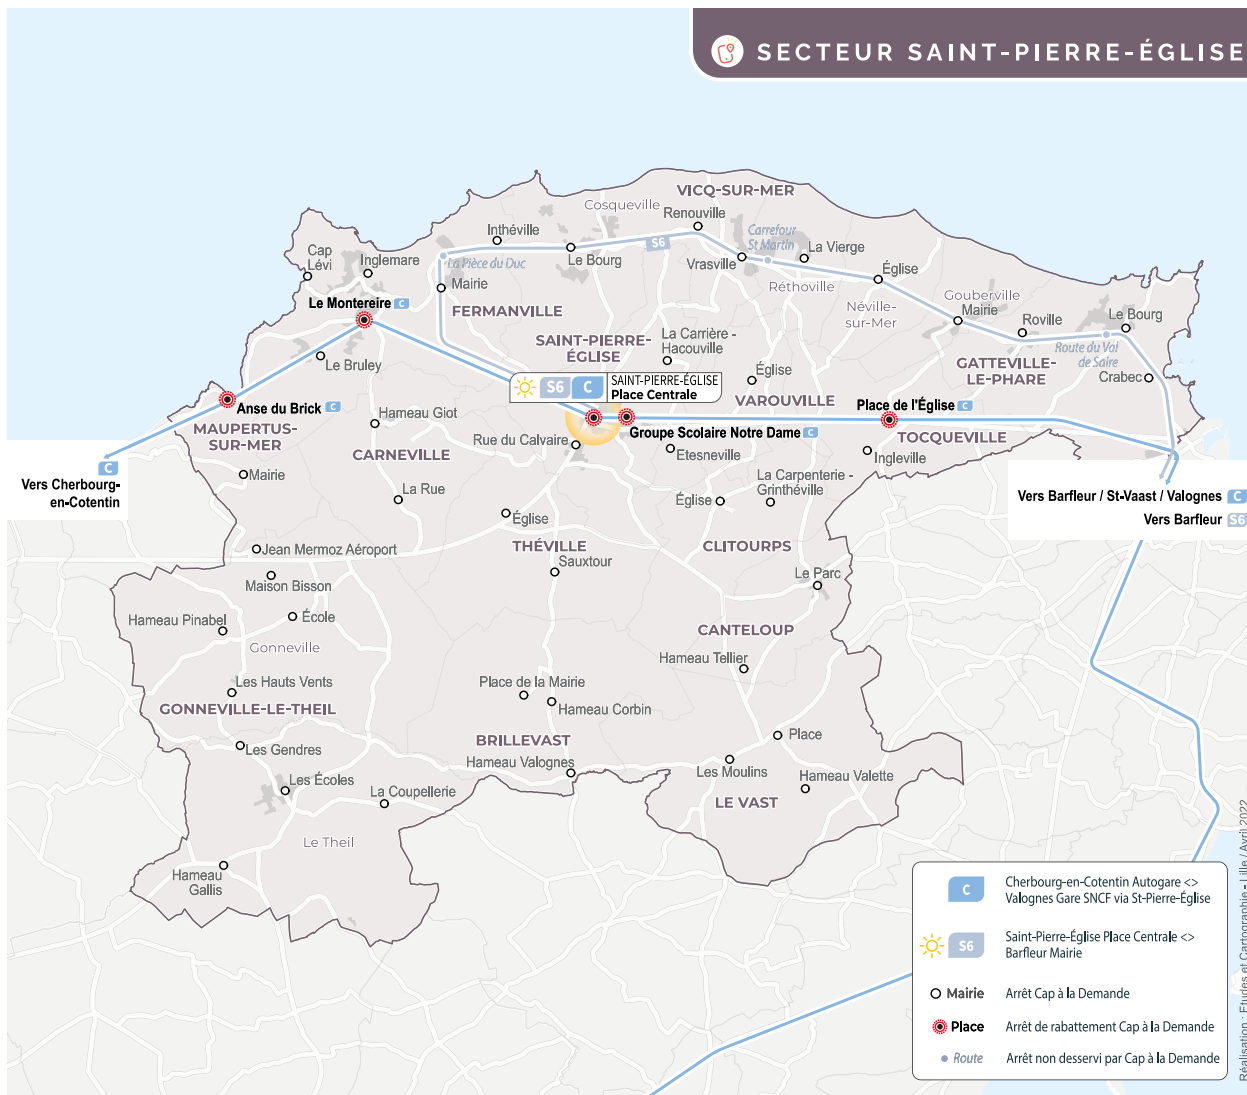 SECTEUR SAINT-PIERRE-ÉGLISE
VICQ-SUR-MER
Cosqueville
Renouville
Inthéville
Carrefour
St Martin
S6
La Vierge
Cap
Lévi
Inglemare
La Pièce du Duc
Le Bourg
Vrasville
Église
Mairie
Réthoville
Le Montereire C
FERMANVILLE
Néville-
sur-Mer
Gouberville
Mairie
Roville
Le Bourg
SAINT-PIERRE-
ÉGLISE
La Carrière -
Hacouville
Route du Val
de Saire
Le Bruley
Église
GATTEVILLE-
LE-PHARE
Crabec
S6 C SAINT-PIERRE-ÉGLISE
Place Centrale
VAROUVILLE
Anse du Brick C
Hameau Giot
Place de l'Église C
MAUPERTUS-
SUR-MER
Rue du Calvaire
Groupe Scolaire Notre Dame C
TOCQUEVILLE
CARNEVILLE
Etesneville
Ingleville
C
Vers Cherbourg-
en-Cotentin
Mairie
La Rue
La Carpenterie -
Grinthéville
Église
Vers Barfleur / St-Vaast / Valognes C
Vers Barfleur S6
Église
THÉVILLE
CLITOURPS
Jean Mermoz Aéroport
Sauxtour
Maison Bisson
Le Parc
Hameau Pinabel
École
CANTELOUP
Gonneville
Hameau Tellier
Les Hauts Vents
Place de la Mairie
Hameau Corbin
GONNEVILLE-LE-THEIL
Place
BRILLEVAST
Les Gendres
Hameau Valognes
Les Moulins
Hameau Valette
Les Écoles
La Coupellerie
LE VAST
Le Theil
Hameau
Gallis
C Cherbourg-en-Cotentin Autogare <>
Valognes Gare SNCF via St-Pierre-Église
S6 Saint-Pierre-Église Place Centrale <>
Barfleur Mairie
Mairie Arrêt Cap à la Demande
Place Arrêt de rabattement Cap à la Demande
Route Arrêt non desservi par Cap à la Demande
Réalisation : Etudes et Cartographie - Lille / Avril 2022